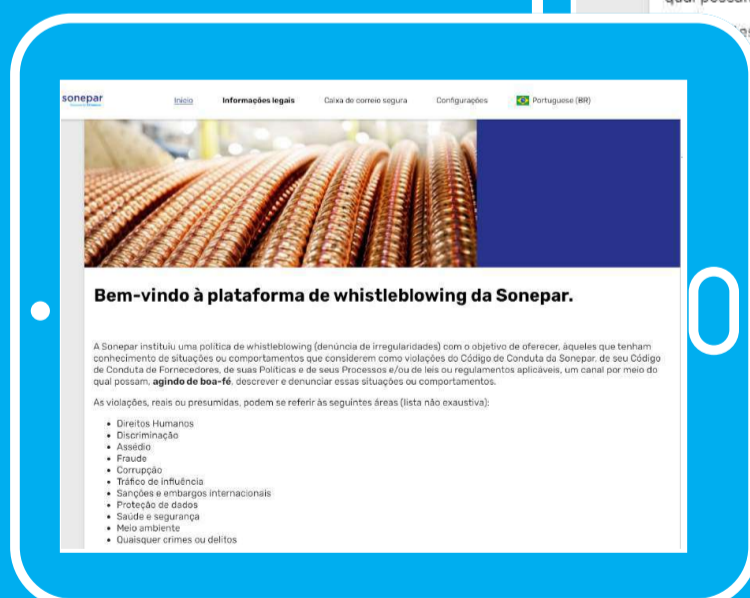 qual possam
sonepar
Início
Informações legais
Caixa de correio segura
Configurações
Portuguese (BR)
Bem-vindo à plataforma de whistleblowing da Sonepar.
A Sonepar instituiu uma política de whistleblowing (denúncia de irregularidades) com o objetivo de oferecer, àqueles que tenham
conhecimento de situações ou comportamentos que considerem como violações do Código de Conduta da Sonepar, de seu Código
de Conduta de Fornecedores, de suas Políticas e de seus Processos e/ou de leis ou regulamentos aplicáveis, um canal por meio do
qual possam, agindo de boa-fé, descrever e denunciar essas situações ou comportamentos.
As violações, reais ou presumidas, podem se referir às seguintes áreas (lista não exaustiva):
• Direitos Humanos
• Discriminação
• Assédio
• Fraude
• Corrupção
• Tráfico de influência
• Sanções e embargos internacionais
• Proteção de dados
• Saúde e segurança
• Meio ambiente
• Quaisquer crimes ou delitos